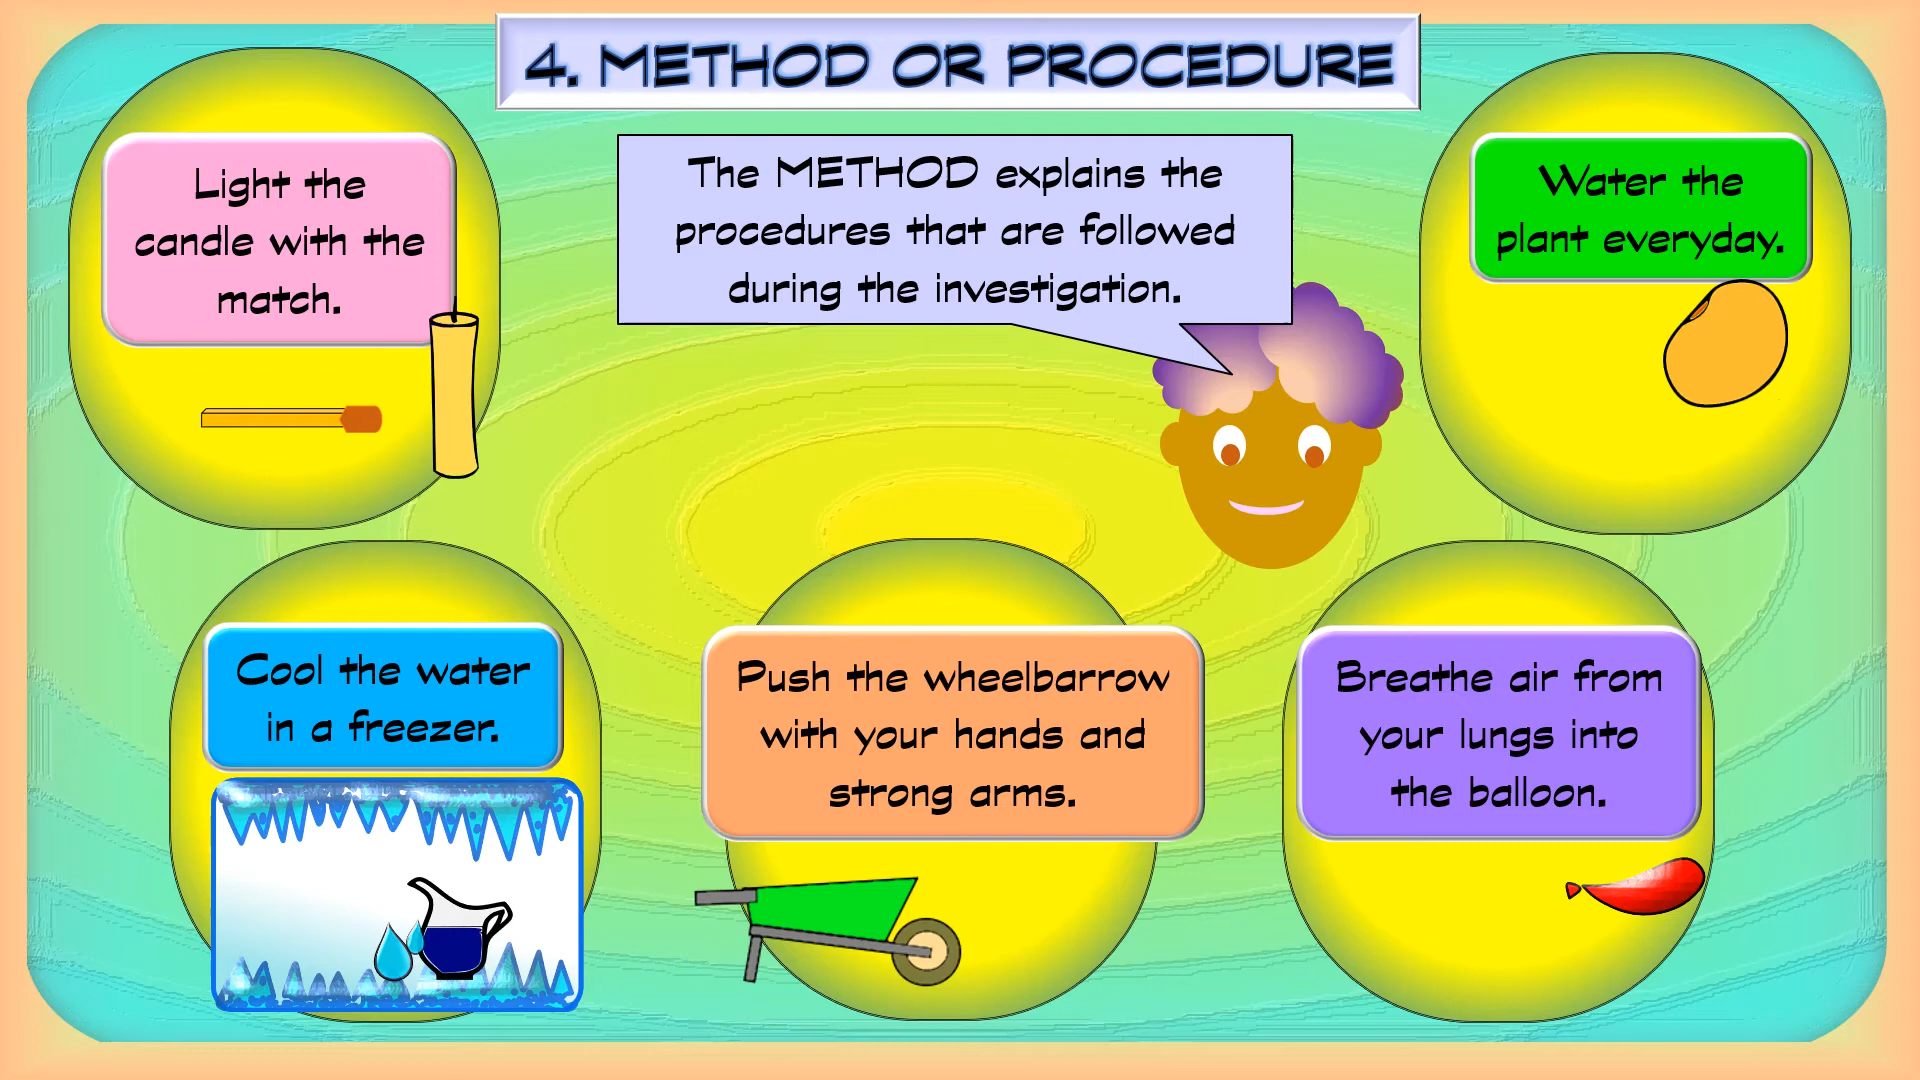 4. METHOD OR PROCEDURE
The METHOD explains the
procedures that are followed
during the investigation.
Light the
candle with the
match.
Water the
plant everyday.
Cool the water
in a freezer.
Push the wheelbarrow
with your hands and
strong arms.
Breathe air from
your lungs into
the balloon.